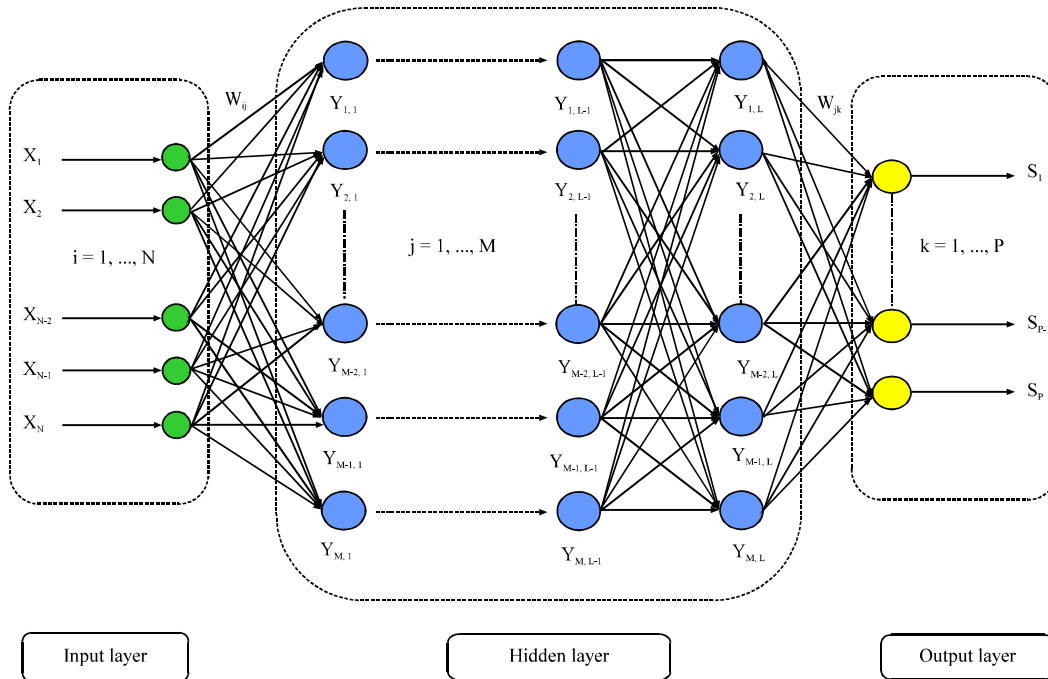 W_ij
X_1
X_2
i = 1, ..., N
X_N-2
X_N-1
X_N
Y_1, 1
Y_2, 1
j = 1, ..., M
Y_M-2, 1
Y_M-1, 1
Y_M, 1
Y_1, L-1
Y_2, L-1
Y_M-2, L-1
Y_M-1, L-1
Y_M, L-1
Y_1, L
Y_2, L
Y_M-2, L
Y_M-1, L
Y_M, L
W_jk
k = 1, ..., P
S_1
S_P-
S_P
Input layer
Hidden layer
Output layer